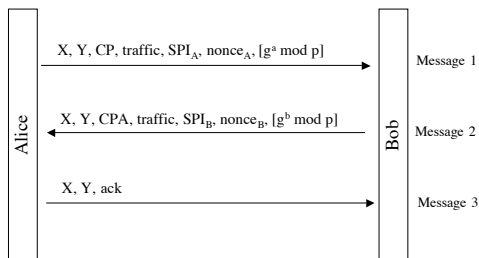 X, Y, CP, traffic, SPI_A, nonce_A, [g^a mod p]
Message 1
X, Y, CPA, traffic, SPI_B, nonce_B, [g^b mod p]
Message 2
Alice
Bob
X, Y, ack
Message 3